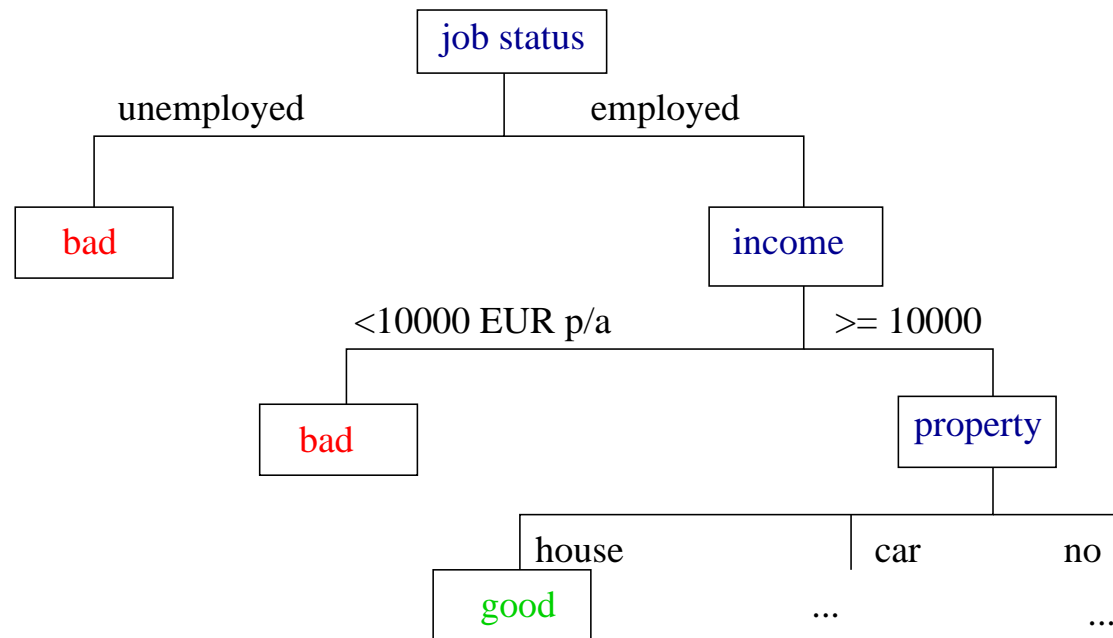 job status
unemployed
employed
bad
income
<10000 EUR p/a
>= 10000
bad
property
house
car
no
good
...
...